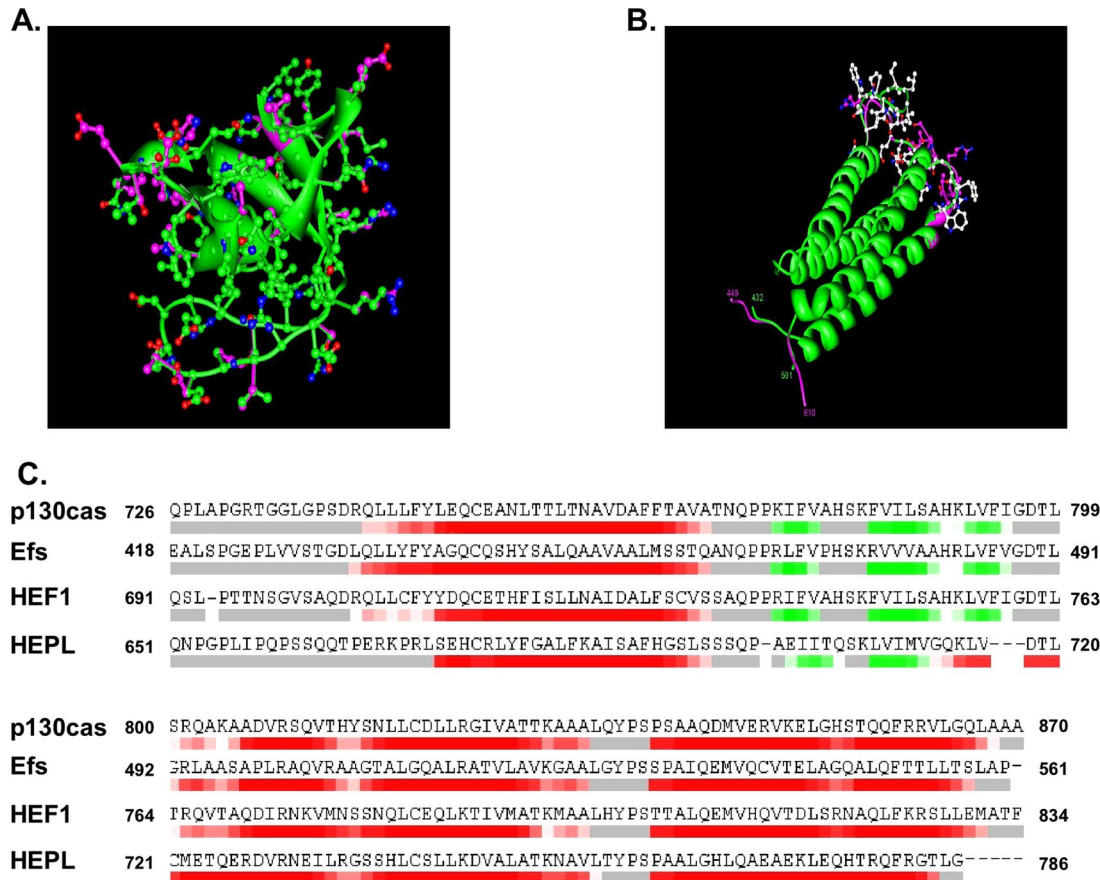 A.
B.
449
432
591
610
C.
p130cas 726 QPLAPGRTGGLGPSDRQLLLFYLEQCEANLTTLTNAVDAFFTAVATNQPPKIFVAHSKFVILSAHKLVFIGDTL 799
Efs 418 EALSPGEPLVVSTGDLQLLYFYAGQCQSHYSALQAAVAALMSSTQANQPPRLFVPHSKRVVVAAHRLVFVGDTL 491
HEF1 691 QSL-PTTNSGVSAQDRQLLCFYYDQCETHFISLLNAIDALFSCVSSAQPPRIFVAHSKFVILSAHKLVFIGDTL 763
HEPL 651 QNPGPLIPQPSSQQTPERKPRLSEHCRLYFGALFKAISAFHGSLSSSQP-AEIITQSKLVIMVGQKLV---DTL 720
p130cas 800 SRQAKAADVRSQVTHYSNLLCDLLRGIVATTKAAALQYPSPSAAQDMVERVKELGHSTQQFRRVLGQLAAA 870
Efs 492 GRLAASAPLRAQVRAAGTALGQALRATVLAVKGAALGYPSSPAIQEMVQCVTELAGQALQFTTLLTSLAP- 561
HEF1 764 TRQVTAQDIRNKVMNSSNQLCEQLKTIVMATKMAALHYPSTTALQEMVHQVTDLSRNAQLFKRSLLEMATF 834
HEPL 721 CMETQERDVRNEILRGSSHLCSLLKDVALATKNAVLTYPSPAALGHLQAEAEKLEQHTRQFRGTLG----- 786